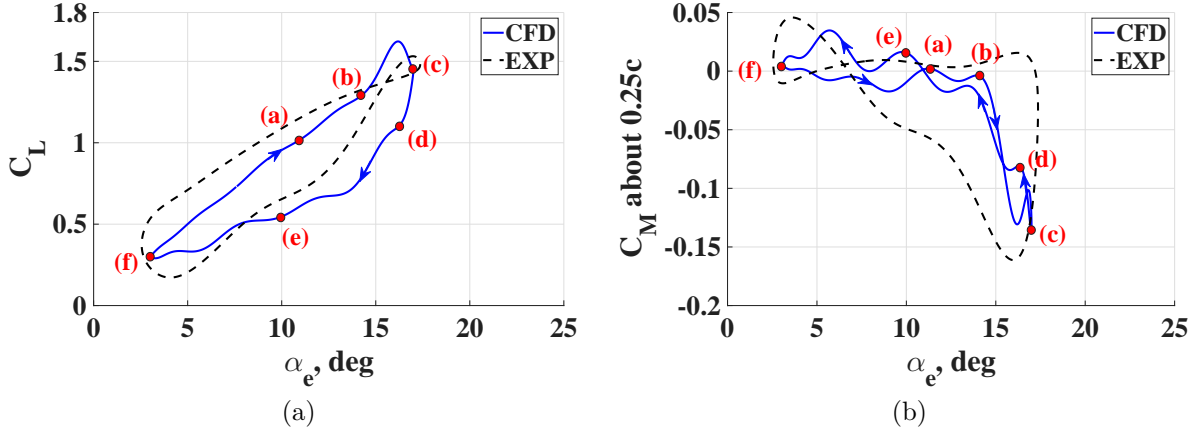 1.8
1.5
1
0.5
0
0 5 10 15 20 25
C_L
α_e, deg
CFD
EXP
(a)
(b)
(c)
(d)
(e)
(f)
(a)
0.05
0
-0.05
-0.1
-0.15
-0.2
0 5 10 15 20 25
C_M about 0.25c
α_e, deg
CFD
EXP
(e)
(a)
(b)
(f)
(d)
(c)
(b)